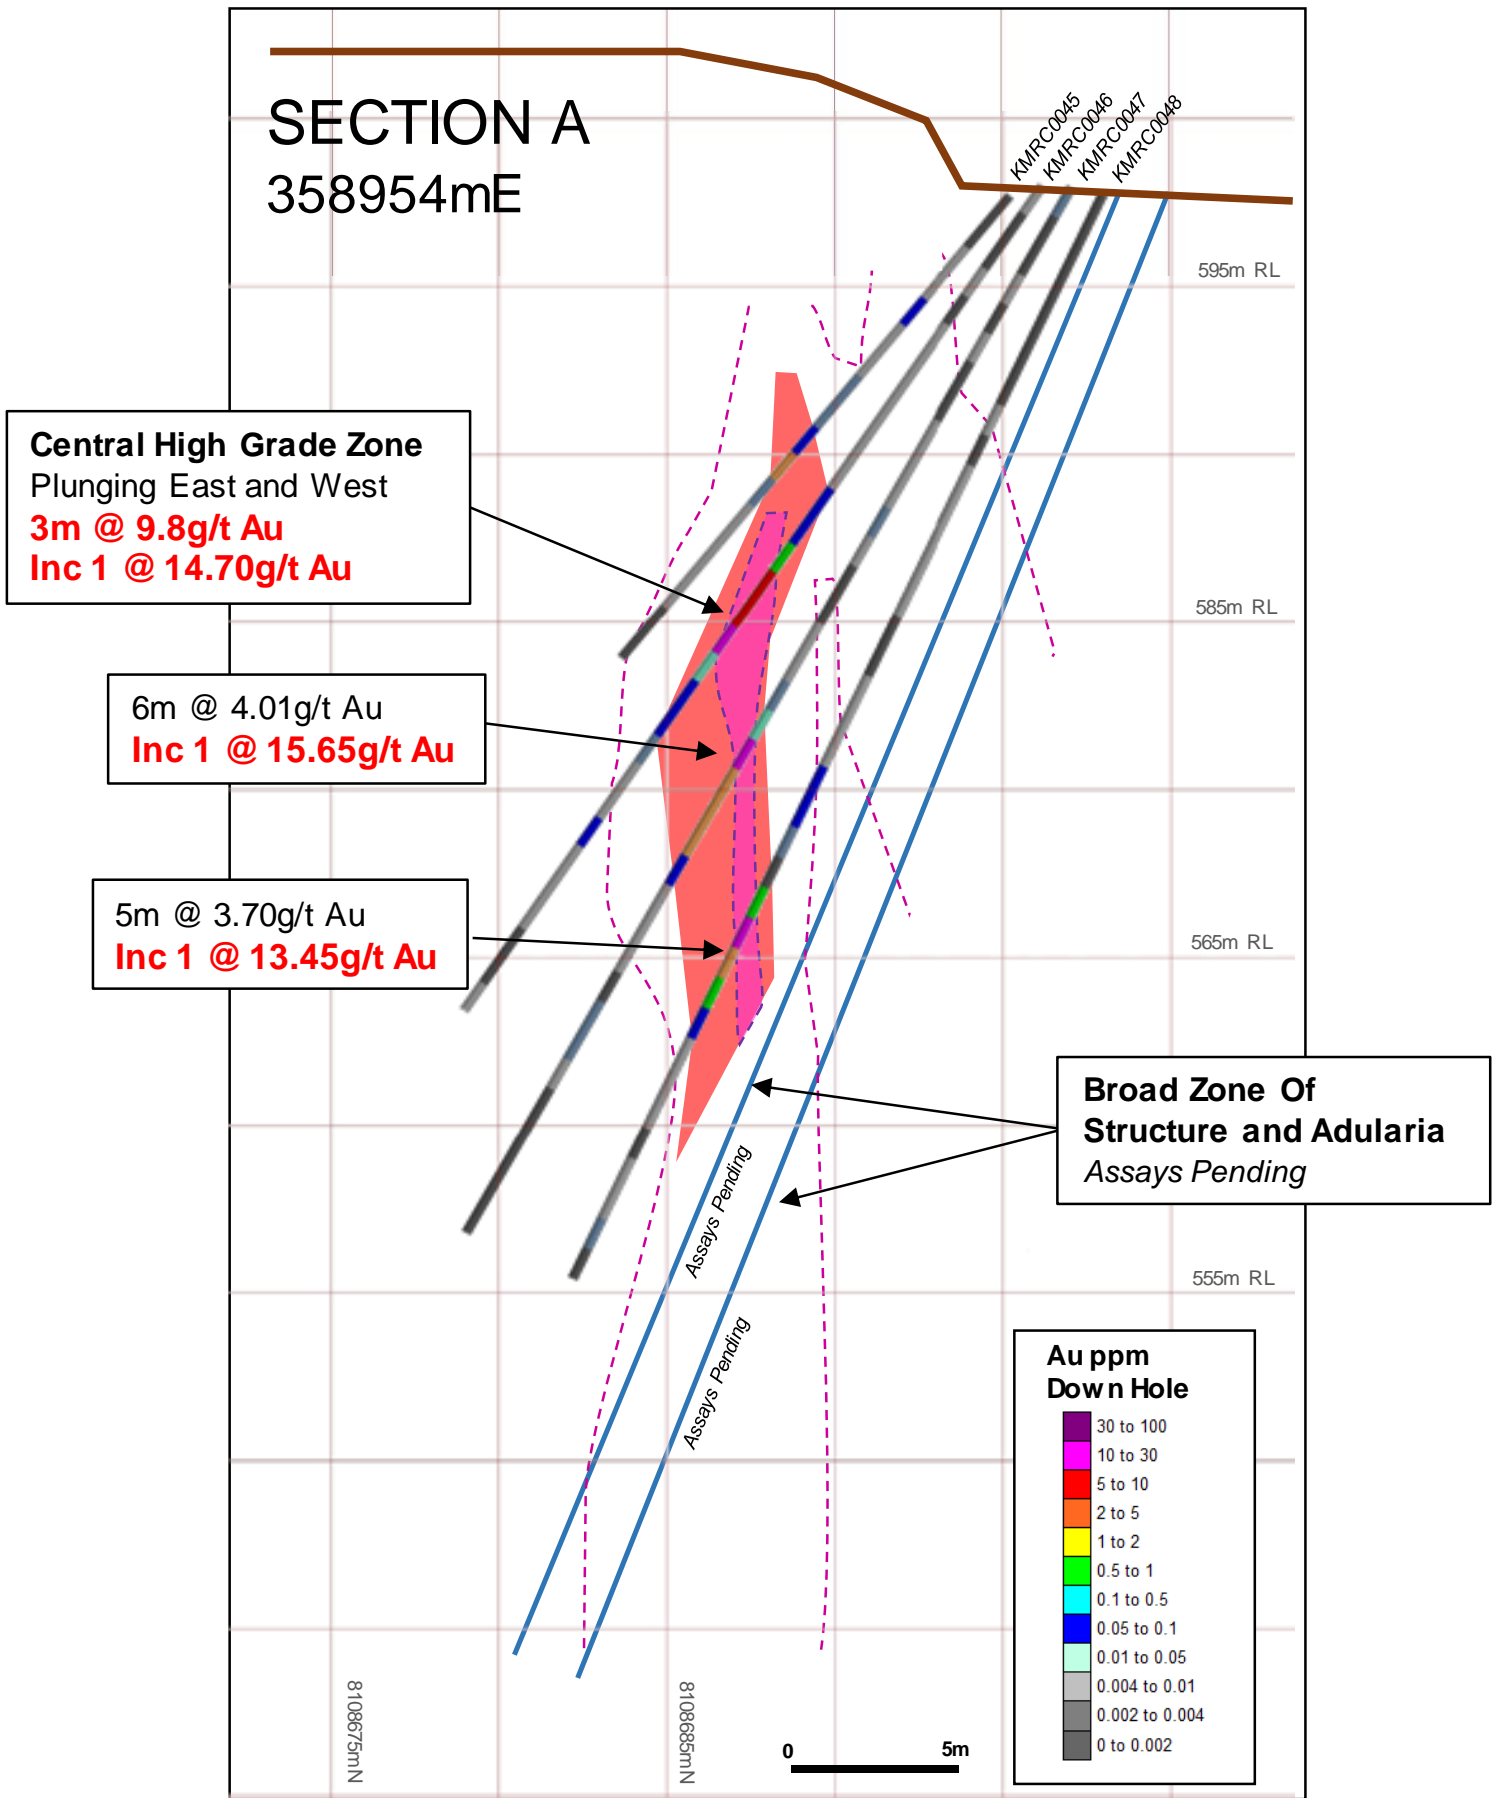 SECTION A
358954mE
KMRC0045
KMRC0046
KMRC0047
KMRC0048
595m RL
Central High Grade Zone
Plunging East and West
3m @ 9.8g/t Au
Inc 1 @ 14.70g/t Au
585m RL
6m @ 4.01g/t Au
Inc 1 @ 15.65g/t Au
5m @ 3.70g/t Au
Inc 1 @ 13.45g/t Au
565m RL
Broad Zone Of
Structure and Adularia
Assays Pending
Assays Pending
Assays Pending
555m RL
Au ppm
Down Hole
30 to 100
10 to 30
5 to 10
2 to 5
1 to 2
0.5 to 1
0.1 to 0.5
0.05 to 0.1
0.01 to 0.05
0.004 to 0.01
0.002 to 0.004
0 to 0.002
8108675mN
8108685mN
0 5m